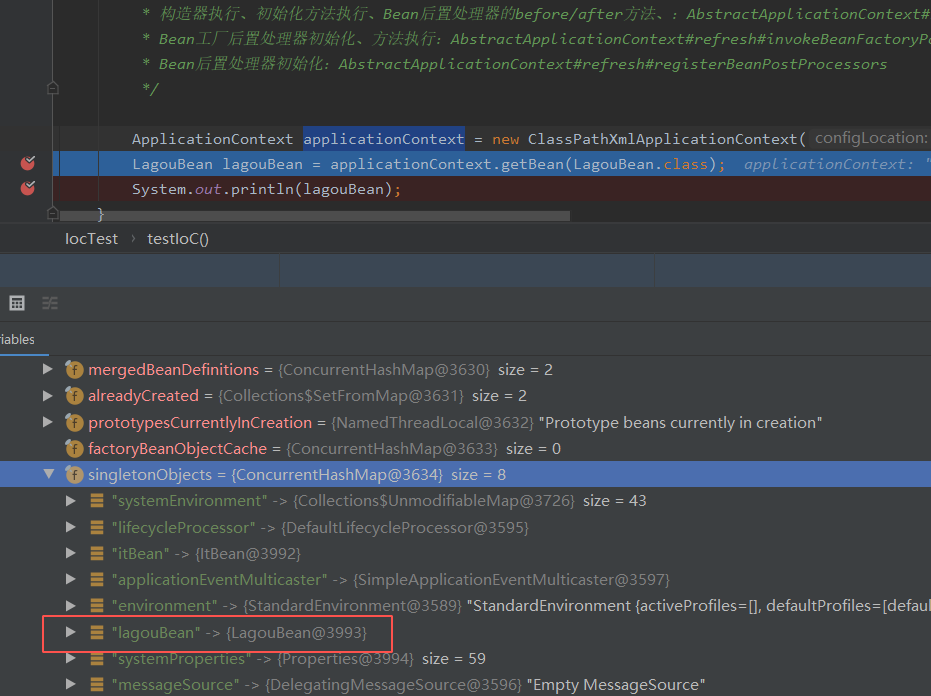 * 构造器执行、初始化方法执行、Bean后置处理器的before/after方法、：AbstractApplicationContext#
* Bean工厂后置处理器初始化、方法执行：AbstractApplicationContext#refresh#invokeBeanFactoryPo
* Bean后置处理器初始化：AbstractApplicationContext#refresh#registerBeanPostProcessors
*/
ApplicationContext applicationContext = new ClassPathXmlApplicationContext( configLocation:
LagouBean lagouBean = applicationContext.getBean(LagouBean.class); applicationContext: "
System.out.println(lagouBean);
}
IocTest › testIoC()
iables
mergedBeanDefinitions = {ConcurrentHashMap@3630} size = 2
alreadyCreated = {Collections$SetFromMap@3631} size = 2
prototypesCurrentlyInCreation = {NamedThreadLocal@3632} "Prototype beans currently in creation"
factoryBeanObjectCache = {ConcurrentHashMap@3633} size = 0
singletonObjects = {ConcurrentHashMap@3634} size = 8
"systemEnvironment" -> {Collections$UnmodifiableMap@3726} size = 43
"lifecycleProcessor" -> {DefaultLifecycleProcessor@3595}
"itBean" -> {ItBean@3992}
"applicationEventMulticaster" -> {SimpleApplicationEventMulticaster@3597}
"environment" -> {StandardEnvironment@3589} "StandardEnvironment {activeProfiles=[], defaultProfiles=[defaul
"lagouBean" -> {LagouBean@3993}
"systemProperties" -> {Properties@3994} size = 59
"messageSource" -> {DelegatingMessageSource@3596} "Empty MessageSource"